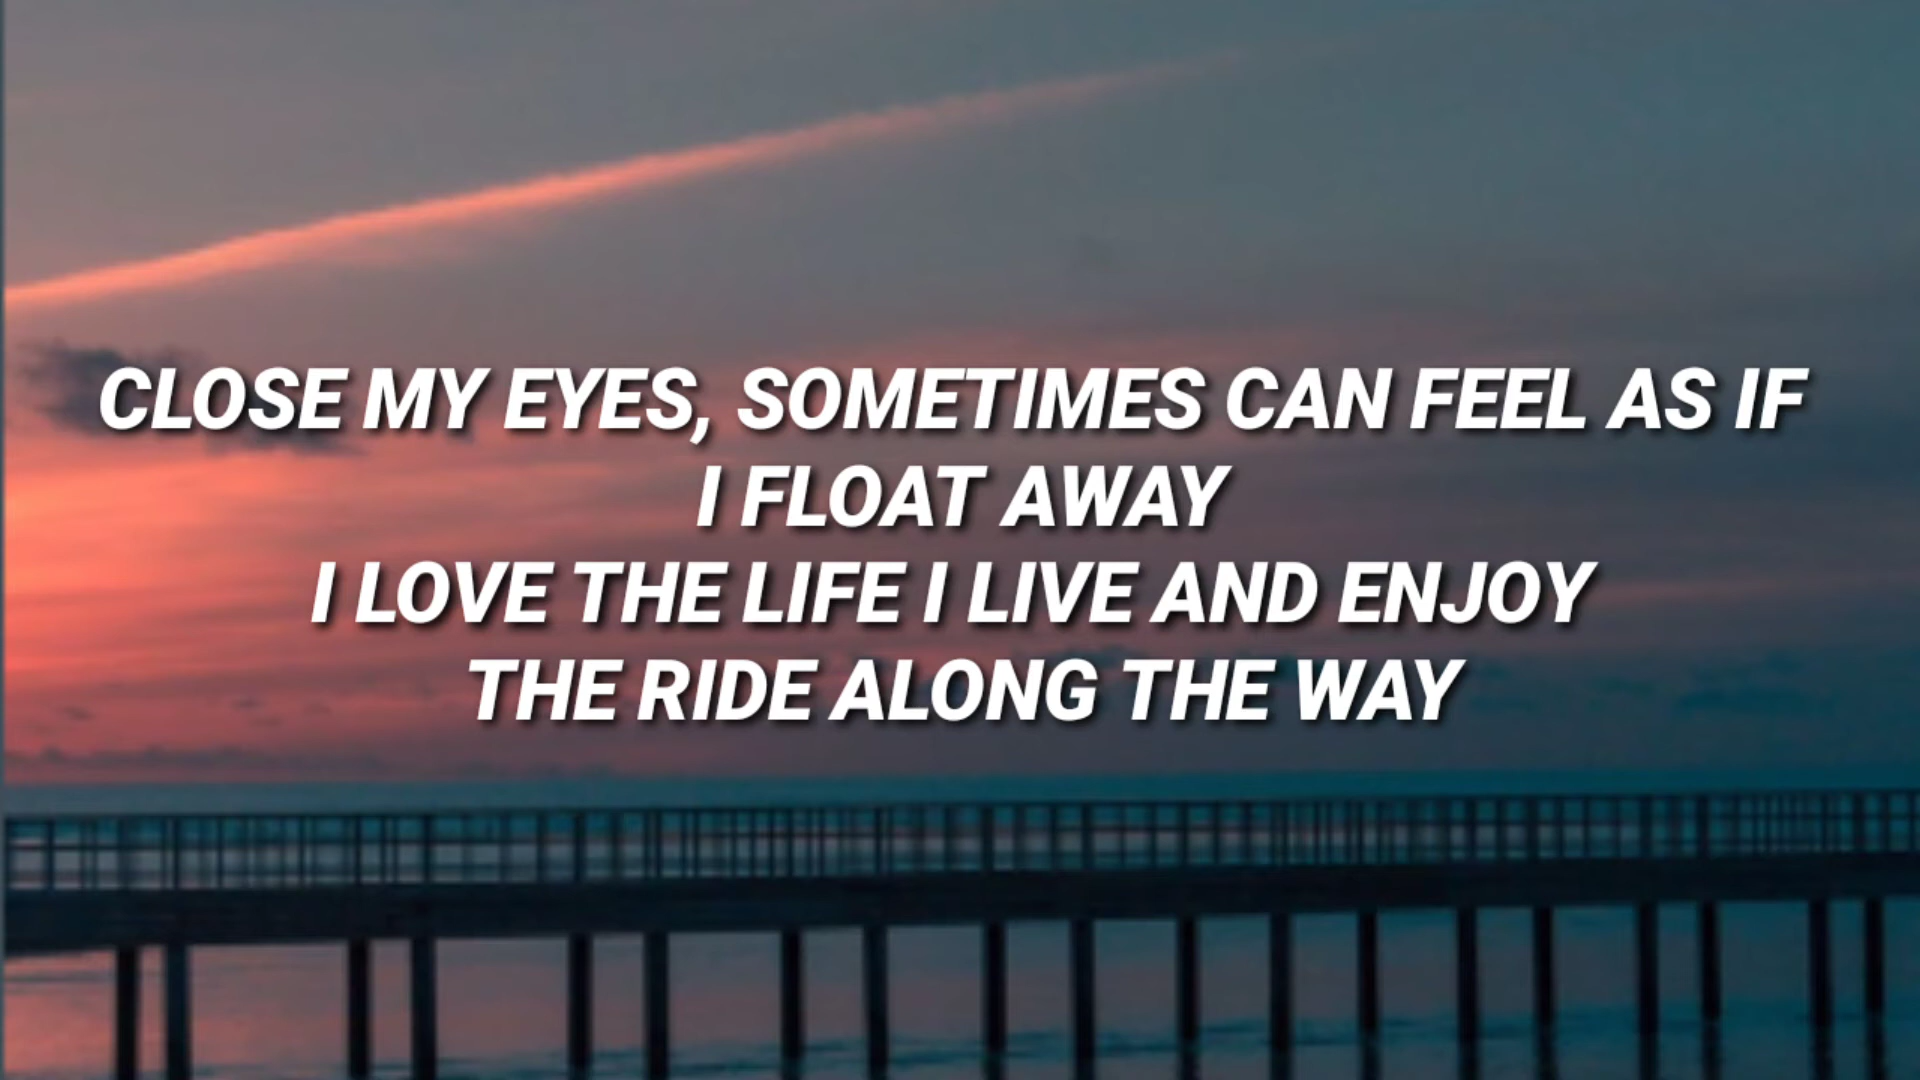 CLOSE MY EYES, SOMETIMES CAN FEEL AS IF
I FLOAT AWAY
I LOVE THE LIFE I LIVE AND ENJOY
THE RIDE ALONG THE WAY